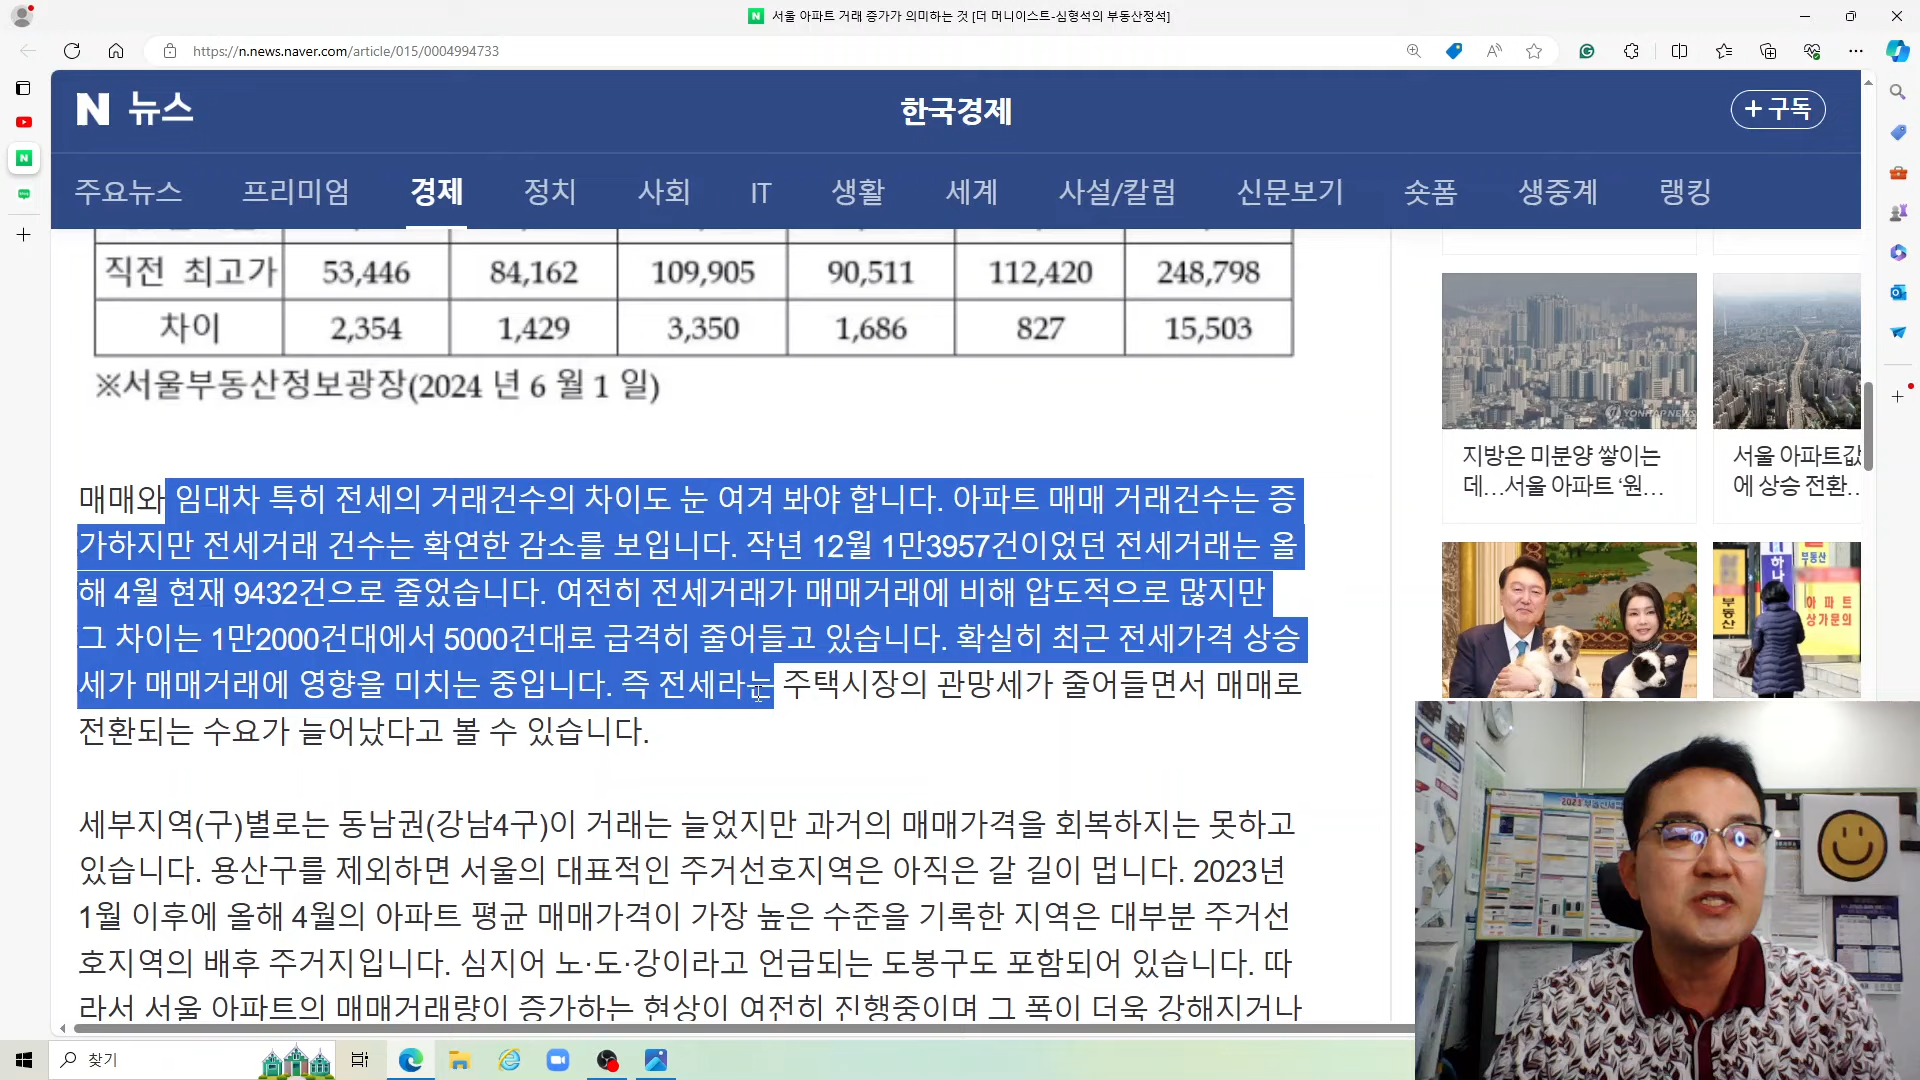 서울 아파트 거래 증가가 의미하는 것 [더 머니이스트-심형석의 부동산정석]
https://n.news.naver.com/article/015/0004994733
N 뉴스
한국경제
+ 구독
주요뉴스 프리미엄 경제 정치 사회 IT 생활 세계 사설/칼럼 신문보기 숏폼 생중계 랭킹
직전 최고가 53,446 84,162 109,905 90,511 112,420 248,798
차이 2,354 1,429 3,350 1,686 827 15,503
※서울부동산정보광장(2024 년 6 월 1 일)
매매와 임대차 특히 전세의 거래건수의 차이도 눈 여겨 봐야 합니다. 아파트 매매 거래건수는 증
가하지만 전세거래 건수는 확연한 감소를 보입니다. 작년 12월 1만3957건이었던 전세거래는 올
해 4월 현재 9432건으로 줄었습니다. 여전히 전세거래가 매매거래에 비해 압도적으로 많지만
그 차이는 1만2000건대에서 5000건대로 급격히 줄어들고 있습니다. 확실히 최근 전세가격 상승
세가 매매거래에 영향을 미치는 중입니다. 즉 전세라는 주택시장의 관망세가 줄어들면서 매매로
전환되는 수요가 늘어났다고 볼 수 있습니다.
세부지역(구)별로는 동남권(강남4구)이 거래는 늘었지만 과거의 매매가격을 회복하지는 못하고
있습니다. 용산구를 제외하면 서울의 대표적인 주거선호지역은 아직은 갈 길이 멉니다. 2023년
1월 이후에 올해 4월의 아파트 평균 매매가격이 가장 높은 수준을 기록한 지역은 대부분 주거선
호지역의 배후 주거지입니다. 심지어 노·도·강이라고 언급되는 도봉구도 포함되어 있습니다. 따
라서 서울 아파트의 매매거래량이 증가하는 현상이 여전히 진행중이며 그 폭이 더욱 강해지거나
YONHAP NEWS
지방은 미분양 쌓이는
데…서울 아파트 '원…
서울 아파트값
에 상승 전환…
부동산
하나
부동산
아파트
상가문의
찾기